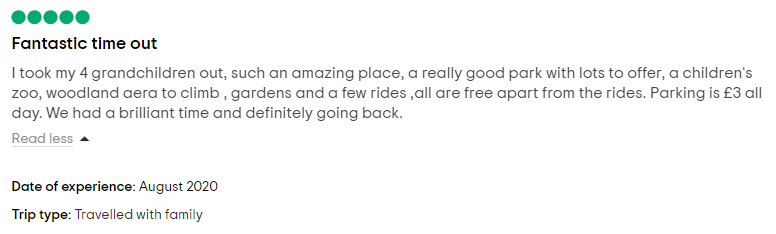 Fantastic time out
I took my 4 grandchildren out, such an amazing place, a really good park with lots to offer, a children's
zoo, woodland aera to climb , gardens and a few rides ,all are free apart from the rides. Parking is £3 all
day. We had a brilliant time and definitely going back.
Read less
Date of experience: August 2020
Trip type: Travelled with family